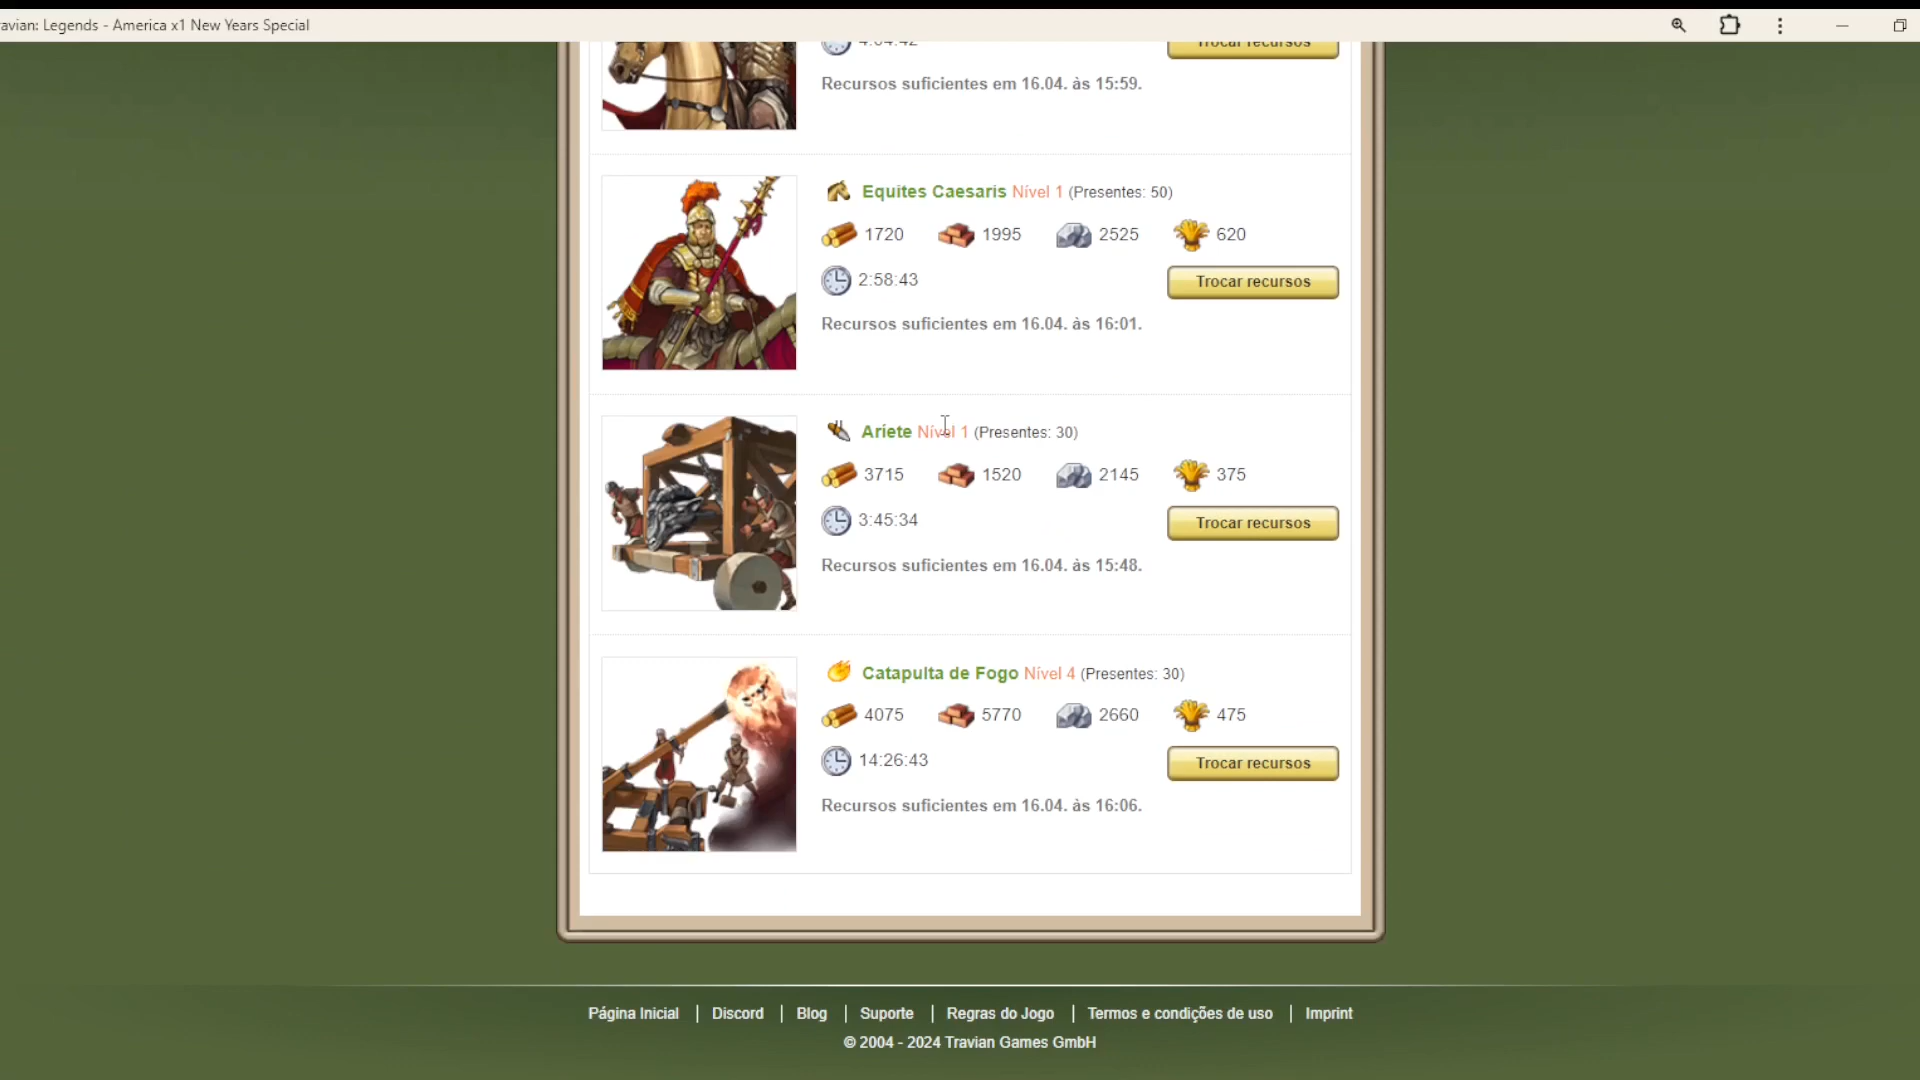 avian: Legends - America x1 New Years Special
4:04:42
Trocar recursos
Recursos suficientes em 16.04. às 15:59.
Equites Caesaris Nível 1 (Presentes: 50)
1720 1995 2525 620
2:58:43
Trocar recursos
Recursos suficientes em 16.04. às 16:01.
Ariete Nível 1 (Presentes: 30)
3715 1520 2145 375
3:45:34
Trocar recursos
Recursos suficientes em 16.04. às 15:48.
Catapulta de Fogo Nível 4 (Presentes: 30)
4075 5770 2660 475
14:26:43
Trocar recursos
Recursos suficientes em 16.04. às 16:06.
Página Inicial | Discord | Blog | Suporte | Regras do Jogo | Termos e condições de uso | Imprint
© 2004 - 2024 Travian Games GmbH